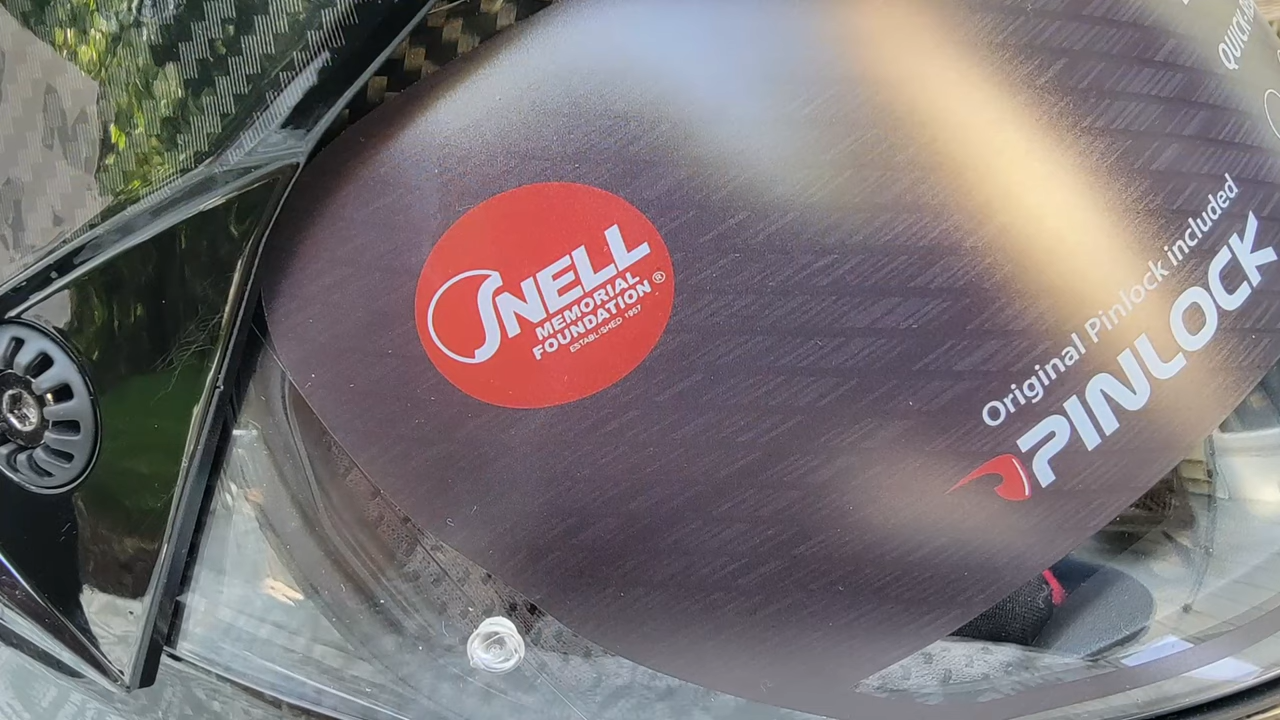 SNELL
MEMORIAL
FOUNDATION®
ESTABLISHED 1957
Original Pinlock included
PINLOCK